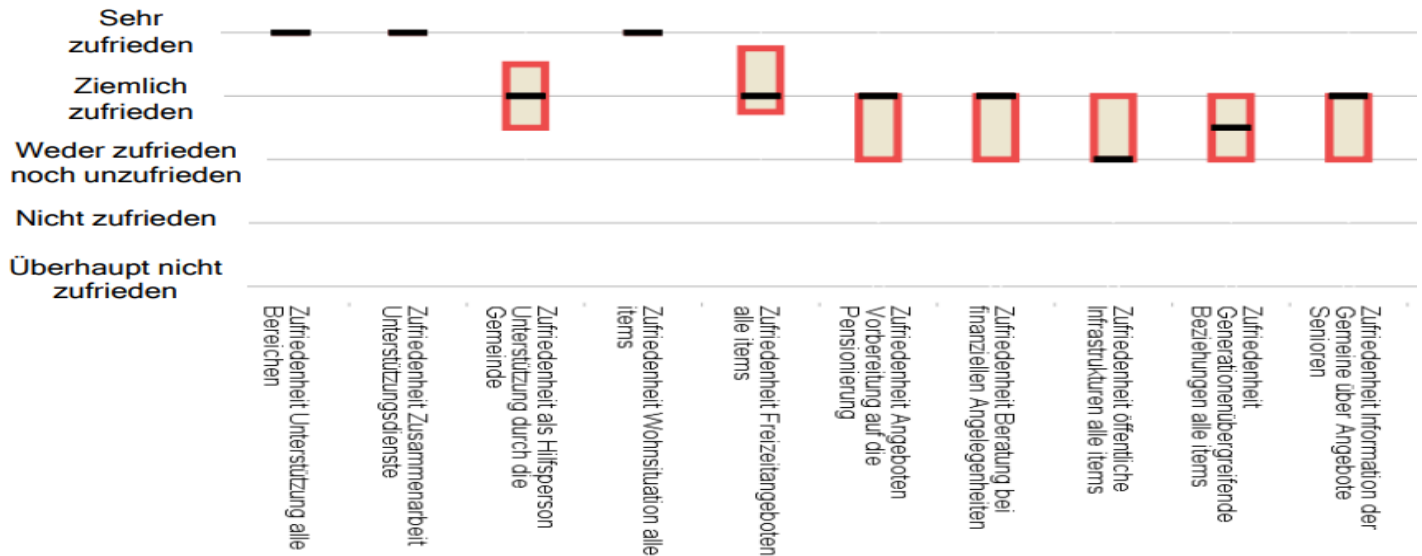 Sehr
zufrieden
Ziemlich
zufrieden
Weder zufrieden
noch unzufrieden
Nicht zufrieden
Überhaupt nicht
zufrieden
Zufriedenheit Unterstützung alle
Bereichen
Zufriedenheit Zusammenarbeit
Unterstützungsdienste
Zufriedenheit als Hilfsperson
Unterstützung durch die
Gemeinde
Zufriedenheit Wohnsituation alle
items
Zufriedenheit Freizeitangeboten
alle items
Zufriedenheit Angeboten
Vorbereitung auf die
Pensionierung
Zufriedenheit Beratung bei
finanziellen Angelegenheiten
Zufriedenheit öffentliche
Infrastrukturen alle items
Zufriedenheit
Generationenübergreifende
Beziehungen alle items
Zufriedenheit Information der
Gemeine über Angebote
Senioren